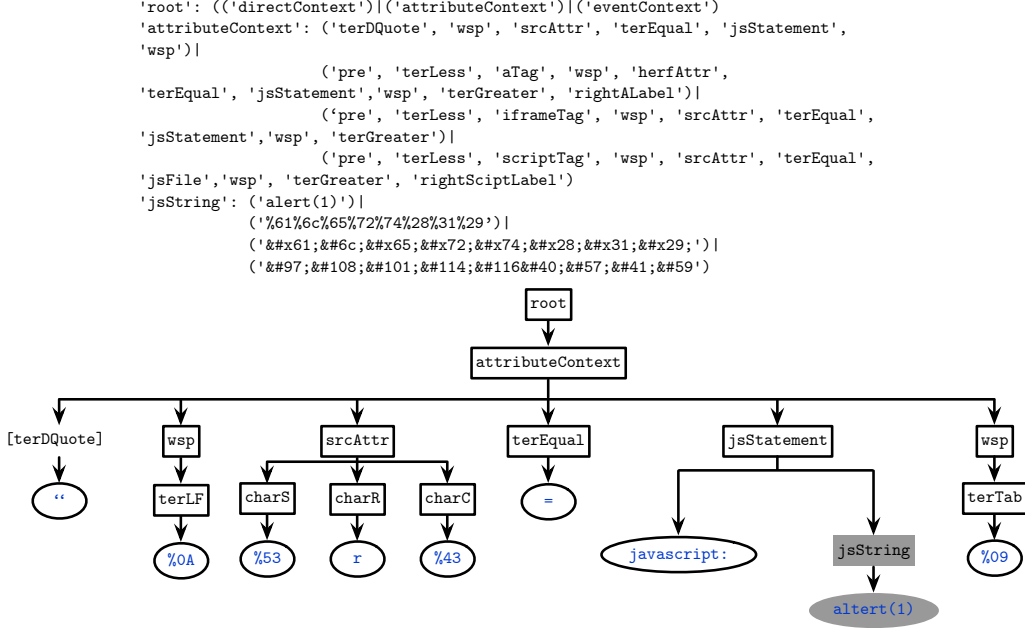 'root': (('directContext')|('attributeContext')|('eventContext')
'attributeContext': ('terDQuote', 'wsp', 'srcAttr', 'terEqual', 'jsStatement',
'wsp')|
('pre', 'terLess', 'aTag', 'wsp', 'herfAttr',
'terEqual', 'jsStatement','wsp', 'terGreater', 'rightALabel')|
(‘pre', 'terLess', 'iframeTag', 'wsp', 'srcAttr', 'terEqual',
'jsStatement','wsp', 'terGreater')|
('pre', 'terLess', 'scriptTag', 'wsp', 'srcAttr', 'terEqual',
'jsFile','wsp', 'terGreater', 'rightSciptLabel')
'jsString': ('alert(1)')|
('%61%6c%65%72%74%28%31%29’)|
('&#x61;&#6c;&#x65;&#x72;&#x74;&#x28;&#x31;&#x29;')|
('&#97;&#108;&#101;&#114;&#116&#40;&#57;&#41;&#59')
root
attributeContext
[terDQuote] wsp srcAttr terEqual jsStatement wsp
“ terLF charS charR charC = terTab
%0A %53 r %43 javascript: jsString %09
altert(1)